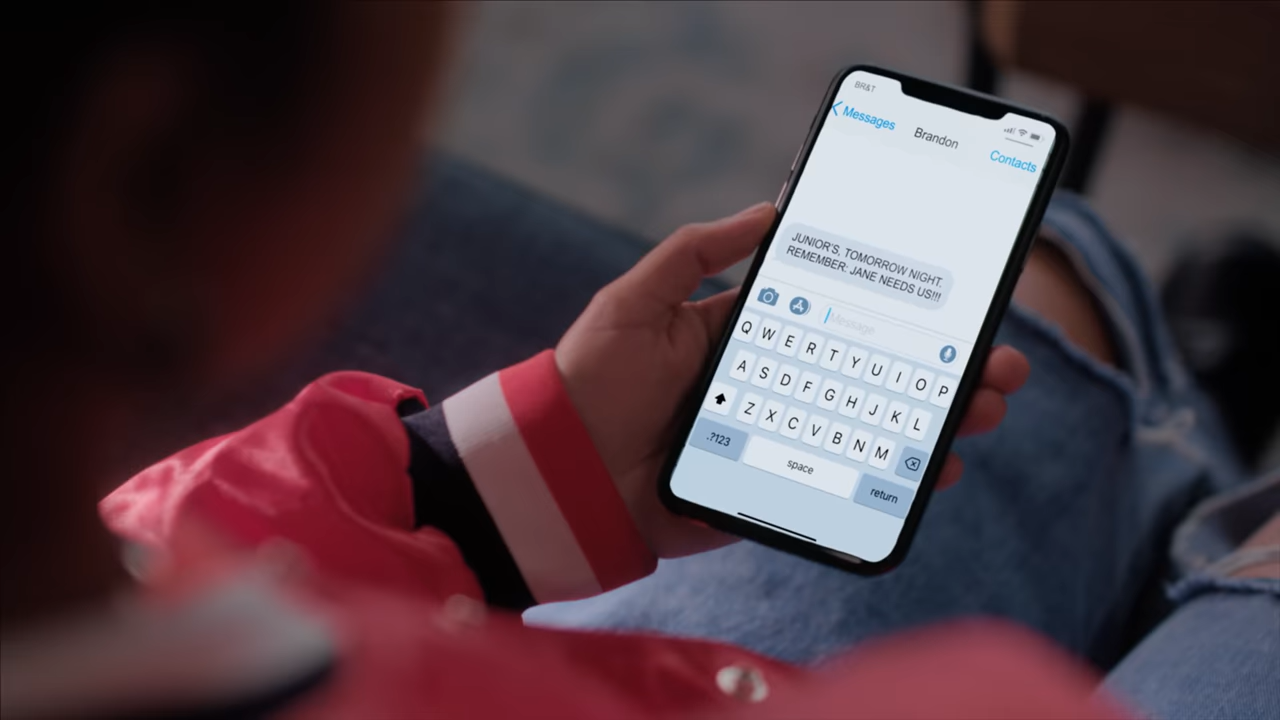 BR&T
Messages
Brandon
Contacts
JUNIOR'S, TOMORROW NIGHT.
REMEMBER: JANE NEEDS US!!!
Message
Q W E R T Y U I O P
A S D F G H J K L
Z X C V B N M
.?123
space
return